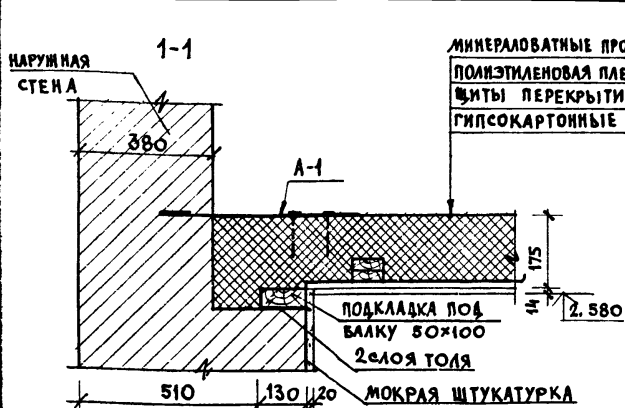 1-1
НАРУЖНАЯ
СТЕНА
380
А-1
МИНЕРАЛОВАТНЫЕ
ПОЛИЭТИЛЕНОВАЯ
ЩИТЫ ПЕРЕКРЫТИ
ГИПСОКАРТОННЫЕ
175
14
2.580
ПОДКЛАДКА ПОД
БАЛКУ 50×100
2 СЛОЯ ТОЛЯ
МОКРАЯ ШТУКАТУРКА
510
130
20